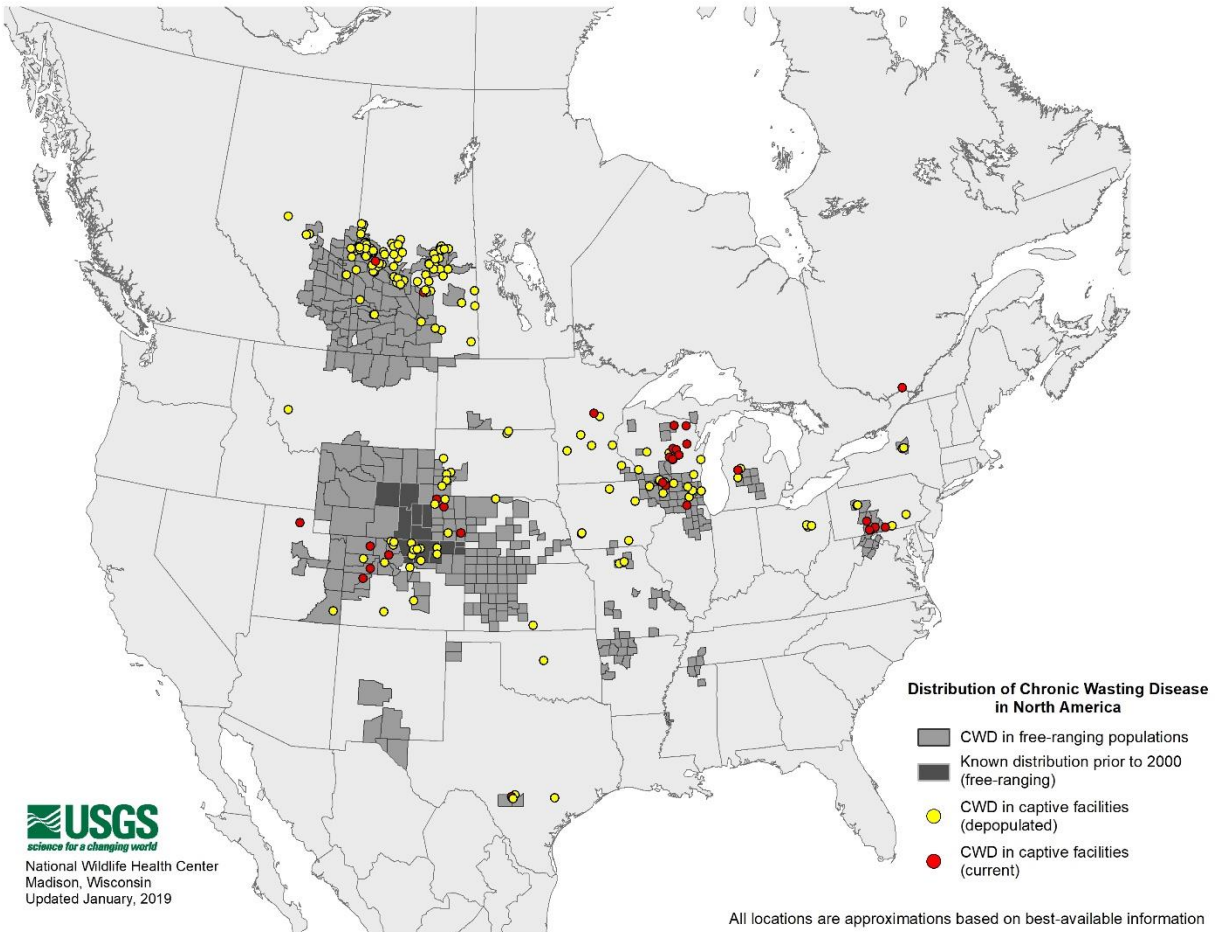 Distribution of Chronic Wasting Disease
in North America
CWD in free-ranging populations
Known distribution prior to 2000
(free-ranging)
CWD in captive facilities
(depopulated)
CWD in captive facilities
(current)
USGS
science for a changing world
National Wildlife Health Center
Madison, Wisconsin
Updated January, 2019
All locations are approximations based on best-available information